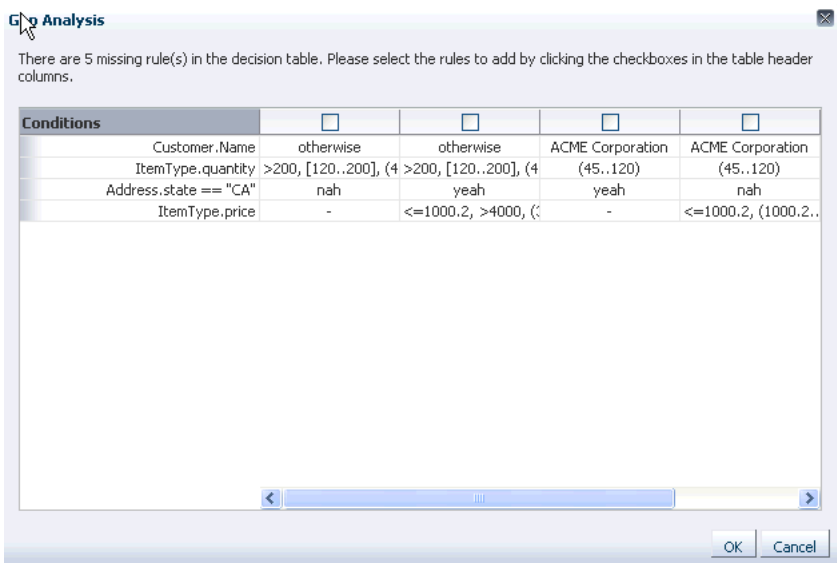 Gap Analysis
There are 5 missing rule(s) in the decision table. Please select the rules to add by clicking the checkboxes in the table header
columns.
Conditions
Customer.Name otherwise otherwise ACME Corporation ACME Corporation
ItemType.quantity >200, [120..200], (4 >200, [120..200], (4 (45..120) (45..120)
Address.state == "CA" nah yeah yeah nah
ItemType.price - <=1000.2, >4000, (3 - <=1000.2, (1000.2..
OK Cancel